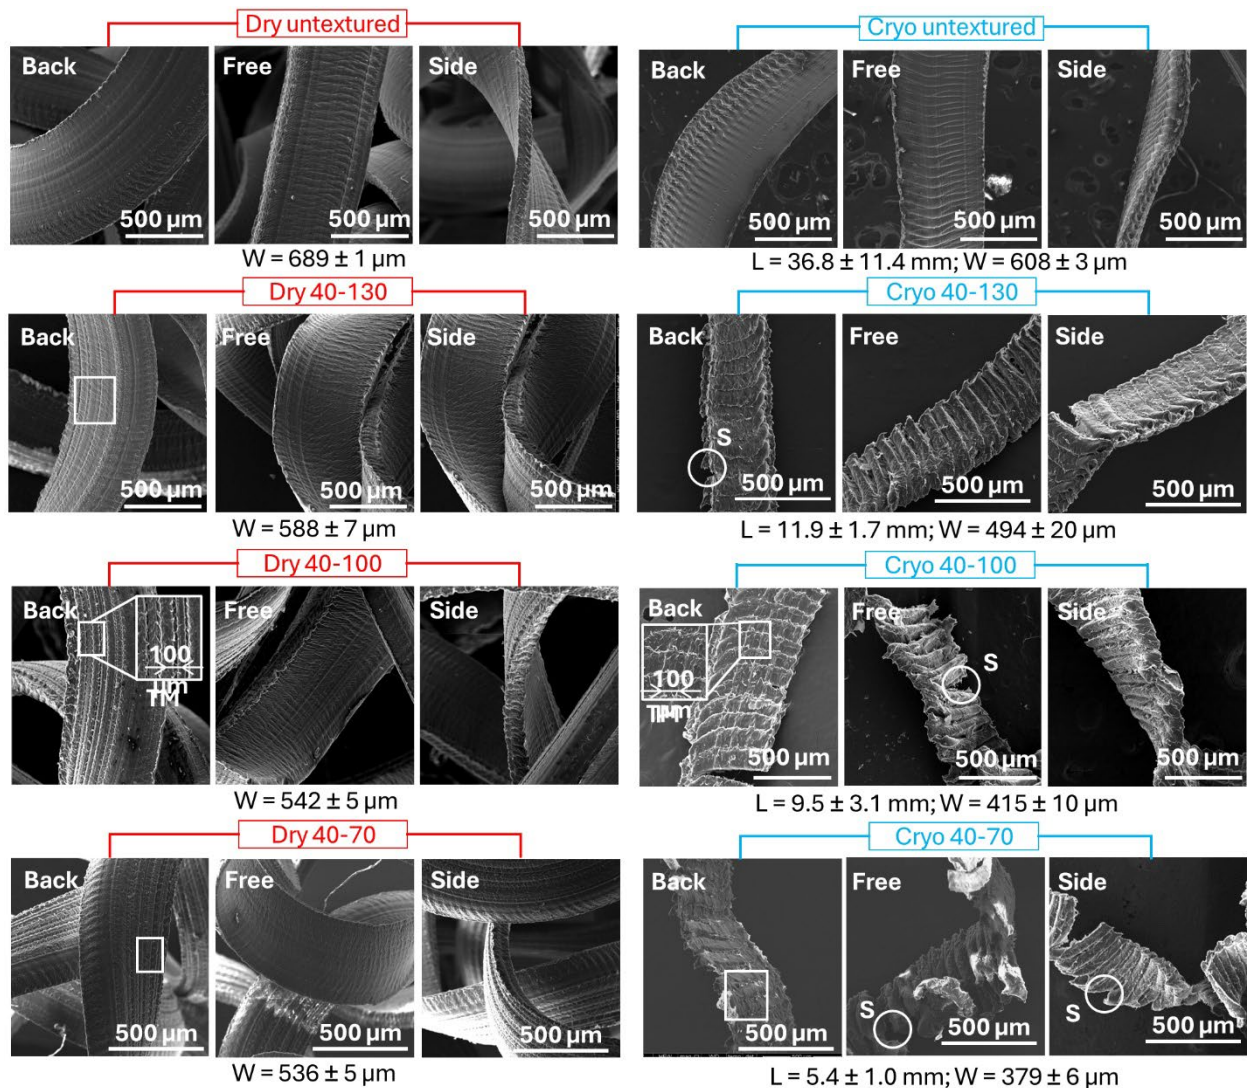 Dry untextured
Cryo untextured
Back
Free
Side
Back
Free
Side
500 µm
500 µm
500 µm
500 µm
500 µm
500 µm
W = 689 ± 1 µm
L = 36.8 ± 11.4 mm; W = 608 ± 3 µm
Dry 40-130
Cryo 40-130
Back
Free
Side
Back
Free
Side
S
500 µm
500 µm
500 µm
500 µm
500 µm
500 µm
W = 588 ± 7 µm
L = 11.9 ± 1.7 mm; W = 494 ± 20 µm
Dry 40-100
Cryo 40-100
Back
Free
Side
Back
Free
Side
100
µm
TM
100
S
500 µm
500 µm
500 µm
500 µm
500 µm
W = 542 ± 5 µm
L = 9.5 ± 3.1 mm; W = 415 ± 10 µm
Dry 40-70
Cryo 40-70
Back
Free
Side
Back
Free
Side
S
S
500 µm
500 µm
500 µm
500 µm
500 µm
500 µm
W = 536 ± 5 µm
L = 5.4 ± 1.0 mm; W = 379 ± 6 µm